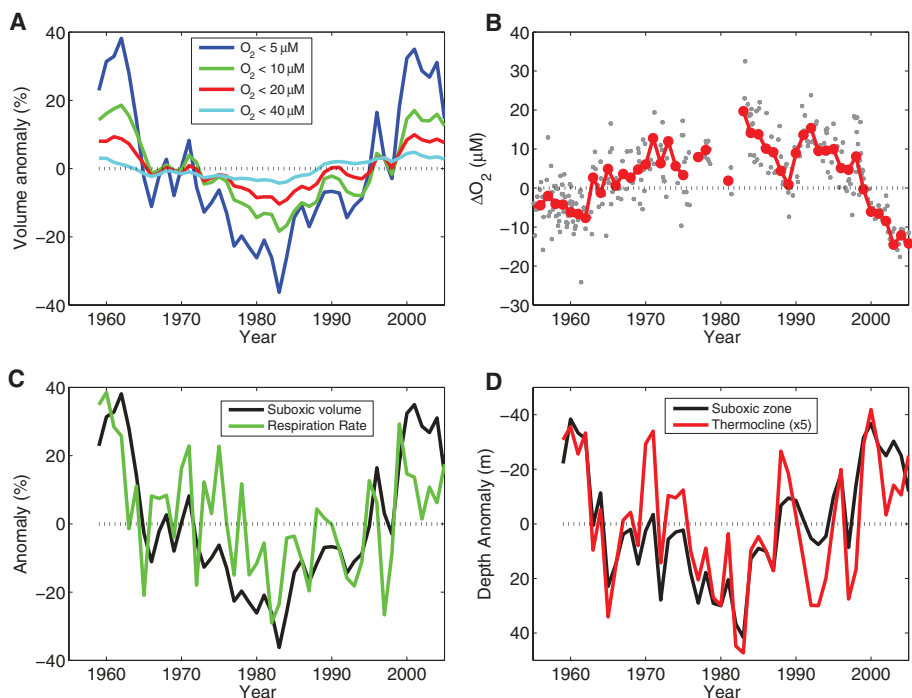 A
Volume anomaly (%)
40
20
0
−20
−40
O2 < 5 μM
O2 < 10 μM
O2 < 20 μM
O2 < 40 μM
1960 1970 1980 1990 2000
Year
B
ΔO2 (μM)
40
30
20
10
0
−10
−20
−30
1960 1970 1980 1990 2000
Year
C
Anomaly (%)
40
20
0
−20
−40
Suboxic volume
Respiration Rate
1960 1970 1980 1990 2000
Year
D
Depth Anomaly (m)
−40
−20
0
20
40
Suboxic zone
Thermocline (x5)
1960 1970 1980 1990 2000
Year